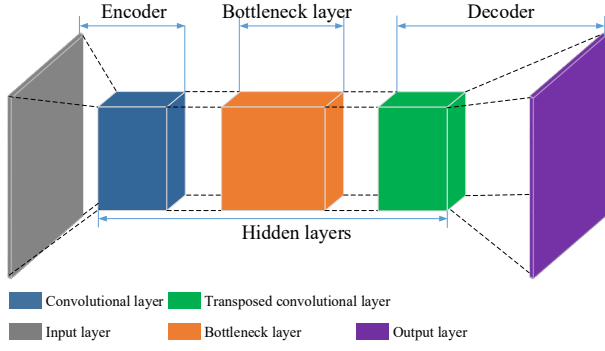 Encoder Bottleneck layer Decoder
Hidden layers
Convolutional layer Transposed convolutional layer
Input layer Bottleneck layer Output layer